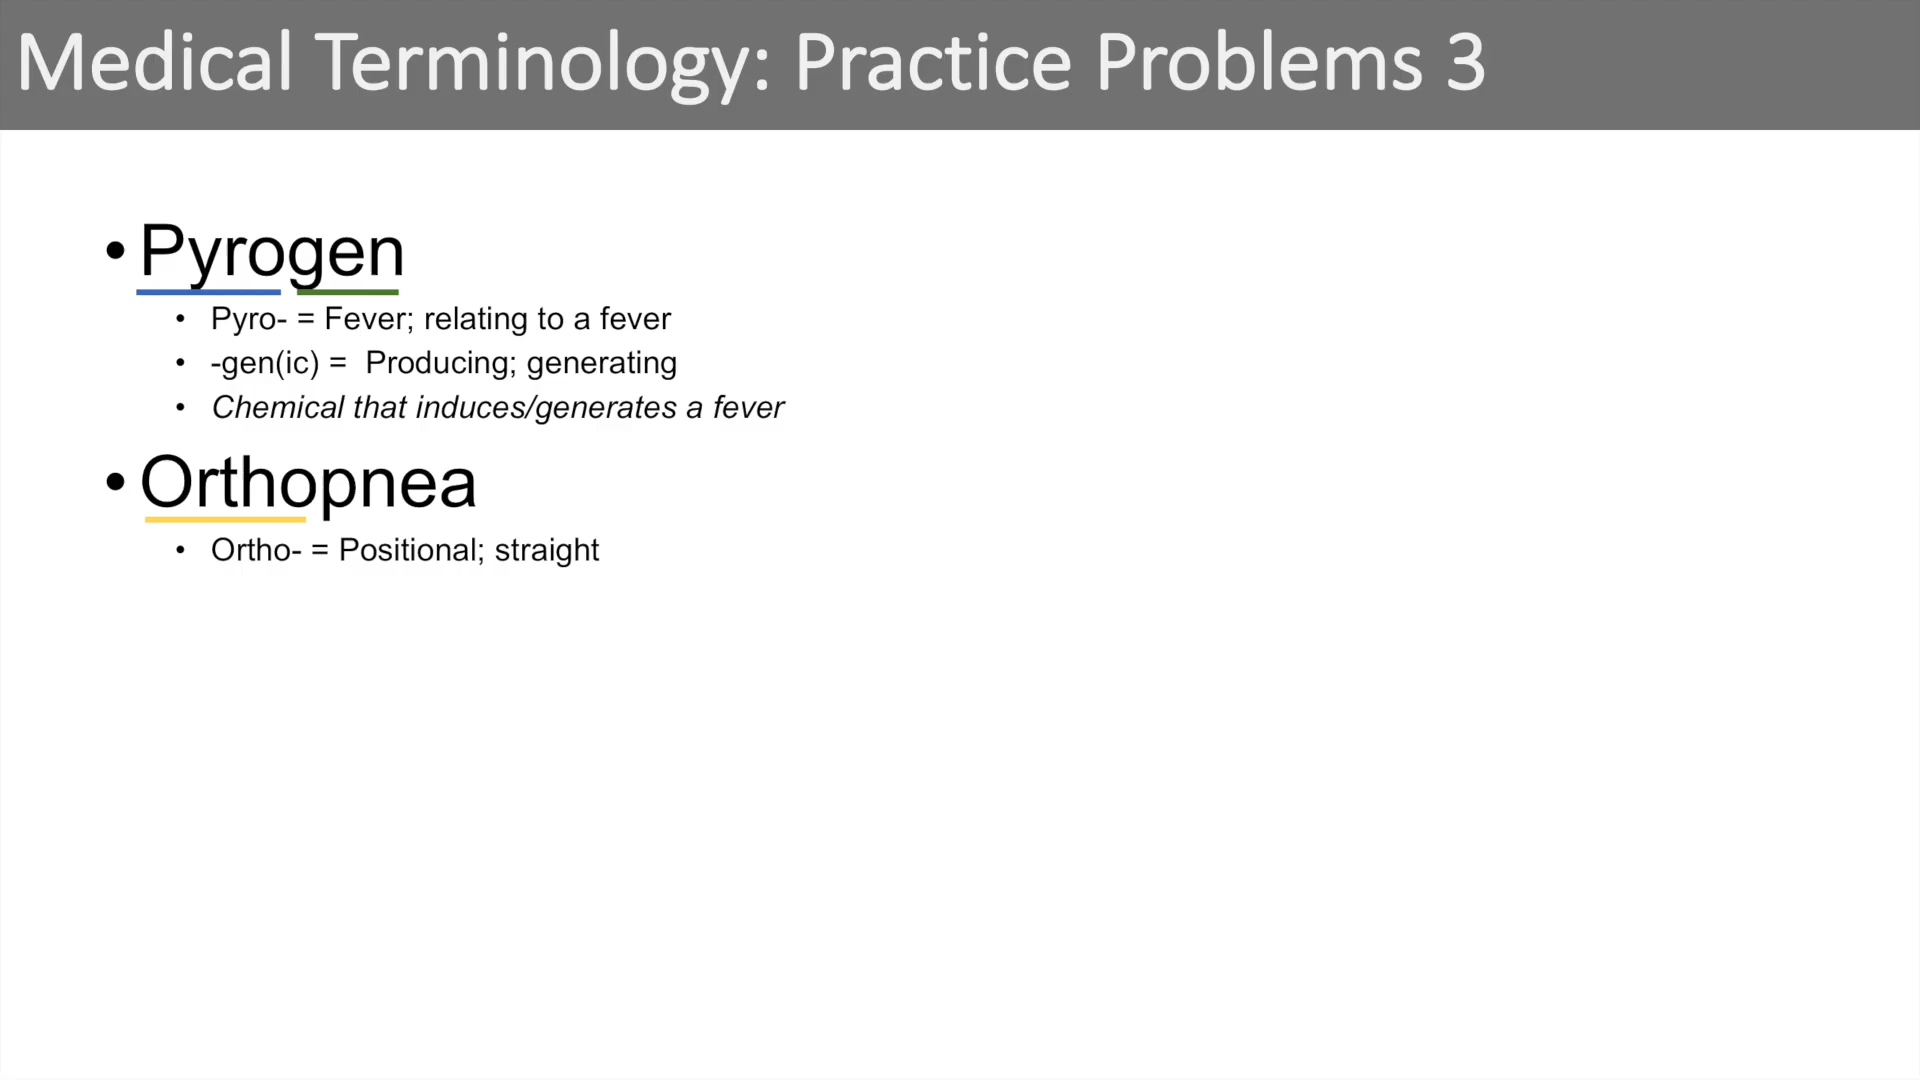 Medical Terminology: Practice Problems 3
• Pyrogen
• Pyro- = Fever; relating to a fever
• -gen(ic) =  Producing; generating
• Chemical that induces/generates a fever
• Orthopnea
• Ortho- = Positional; straight